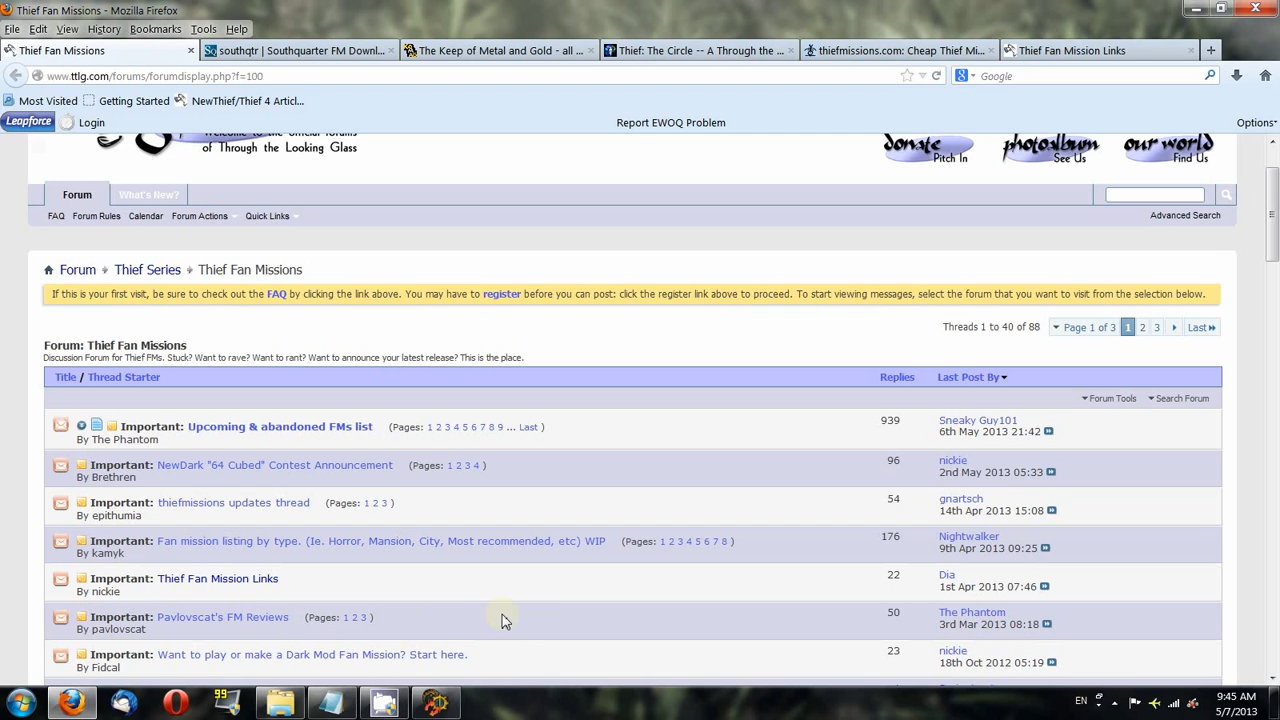 Thief Fan Missions - Mozilla Firefox
File Edit View History Bookmarks Tools Help
Thief Fan Missions × southqtr | Southquarter FM Downl... × The Keep of Metal and Gold - all ... × Thief: The Circle -- A Through the ... × thiefmissions.com: Cheap Thief Mi... × Thief Fan Mission Links × +
www.ttlg.com/forums/forumdisplay.php?f=100 Google
Most Visited Getting Started NewThief/Thief 4 Articl...
Leapforce Login Report EWOQ Problem Options
Welcome to the official forums
of Through the Looking Glass
donate photoalbum our world
Pitch In See Us Find Us
Forum What's New?
FAQ Forum Rules Calendar Forum Actions Quick Links Advanced Search
Forum Thief Series Thief Fan Missions
If this is your first visit, be sure to check out the FAQ by clicking the link above. You may have to register before you can post: click the register link above to proceed. To start viewing messages, select the forum that you want to visit from the selection below.
Threads 1 to 40 of 88 Page 1 of 3 1 2 3 Last
Forum: Thief Fan Missions
Discussion Forum for Thief FMs. Stuck? Want to rave? Want to rant? Want to announce your latest release? This is the place.
Title / Thread Starter Replies Last Post By
Forum Tools Search Forum
Important: Upcoming & abandoned FMs list (Pages: 1 2 3 4 5 6 7 8 9 ... Last ) 939 Sneaky Guy101
By The Phantom 6th May 2013 21:42
Important: NewDark "64 Cubed" Contest Announcement (Pages: 1 2 3 4 ) 96 nickie
By Brethren 2nd May 2013 05:33
Important: thiefmissions updates thread (Pages: 1 2 3 ) 54 gnartsch
By epithumia 14th Apr 2013 15:08
Important: Fan mission listing by type. (Ie. Horror, Mansion, City, Most recommended, etc) WIP (Pages: 1 2 3 4 5 6 7 8 ) 176 Nightwalker
By kamyk 9th Apr 2013 09:25
Important: Thief Fan Mission Links 22 Dia
By nickie 1st Apr 2013 07:46
Important: Pavlovscat's FM Reviews (Pages: 1 2 3 ) 50 The Phantom
By pavlovscat 3rd Mar 2013 08:18
Important: Want to play or make a Dark Mod Fan Mission? Start here. 23 nickie
By Fidcal 18th Oct 2012 05:19
99 EN 9:45 AM
5/7/2013